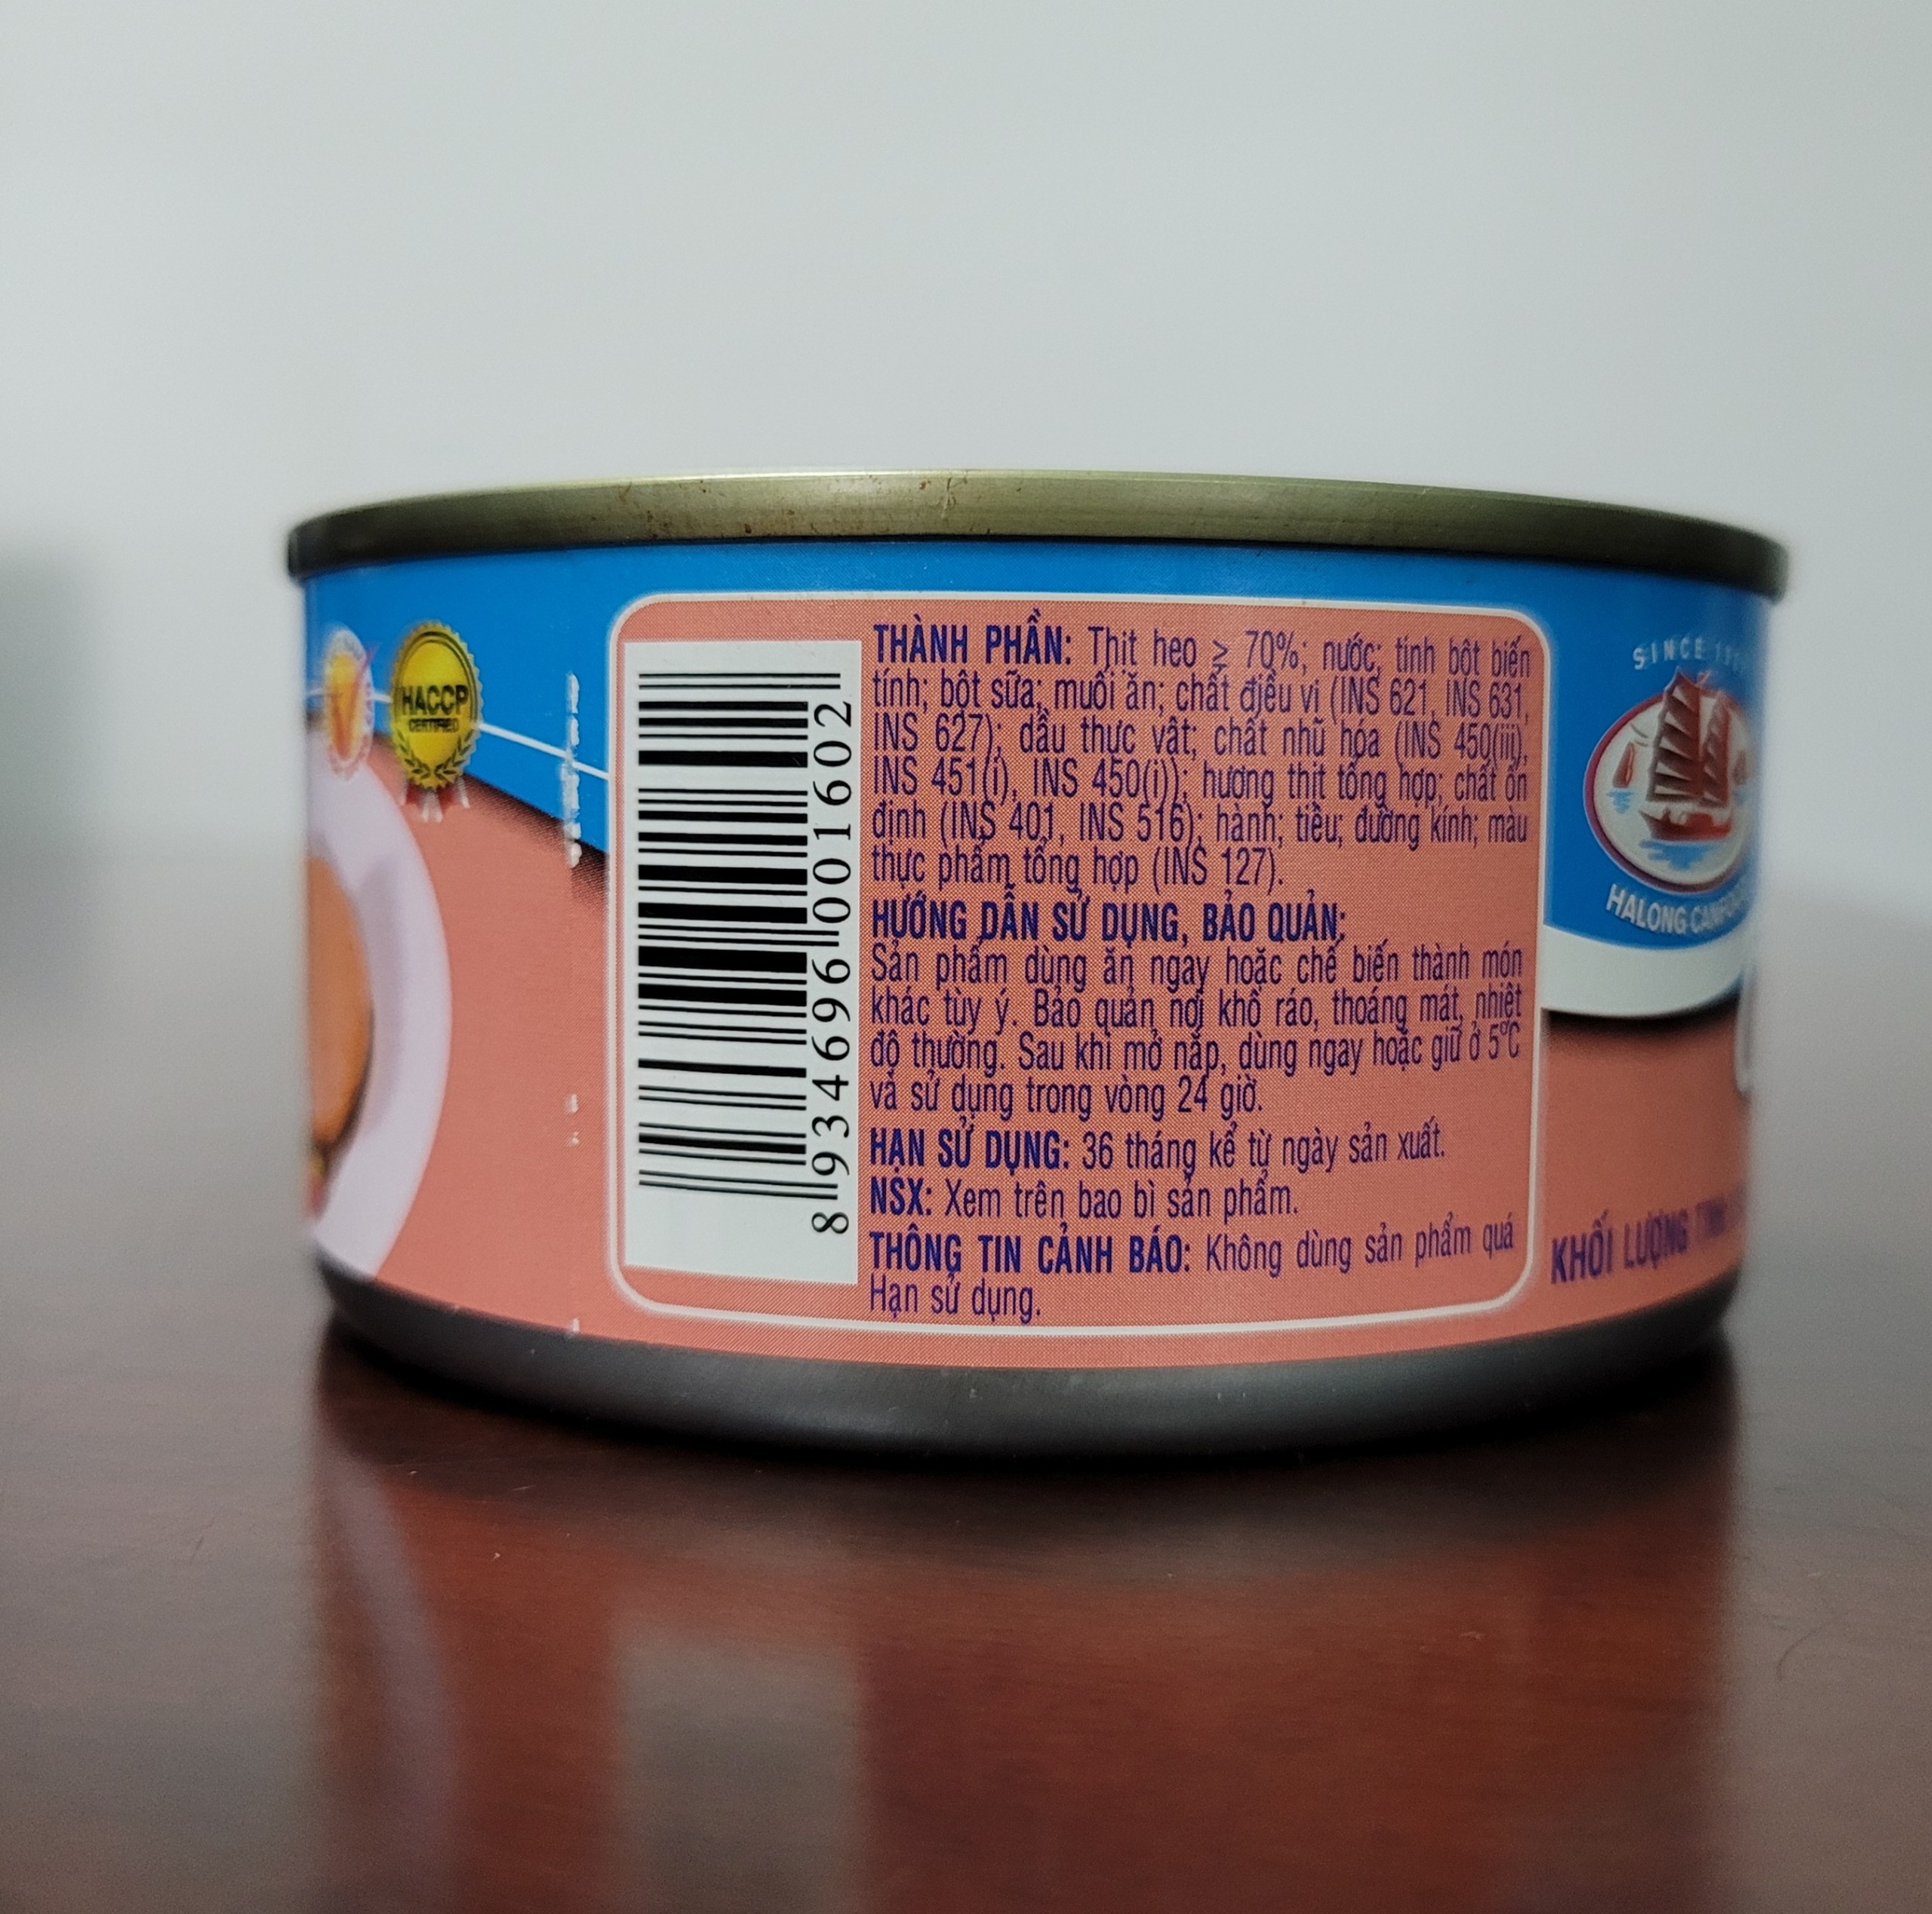 HACCP
CERTIFIED
8 934696 001602
THÀNH PHẦN: Thịt heo ≥ 70%; nước; tinh bột biến
tính; bột sữa; muối ăn; chất điều vị (INS 621, INS 631,
INS 627); dầu thực vật; chất nhũ hóa (INS 450(iii),
INS 451(i), INS 450(i)); hương thịt tổng hợp; chất ổn
định (INS 401, INS 516); hành; tiêu; đường kính; màu
thực phẩm tổng hợp (INS 127).
HƯỚNG DẪN SỬ DỤNG, BẢO QUẢN:
Sản phẩm dùng ăn ngay hoặc chế biến thành món
khác tùy ý. Bảo quản nơi khô ráo, thoáng mát, nhiệt
độ thường. Sau khi mở nắp, dùng ngay hoặc giữ ở 5°C
và sử dụng trong vòng 24 giờ.
HẠN SỬ DỤNG: 36 tháng kể từ ngày sản xuất.
NSX: Xem trên bao bì sản phẩm.
THÔNG TIN CẢNH BÁO: Không dùng sản phẩm quá
Hạn sử dụng.
SINCE
HALONG
KHỐI LƯỢNG